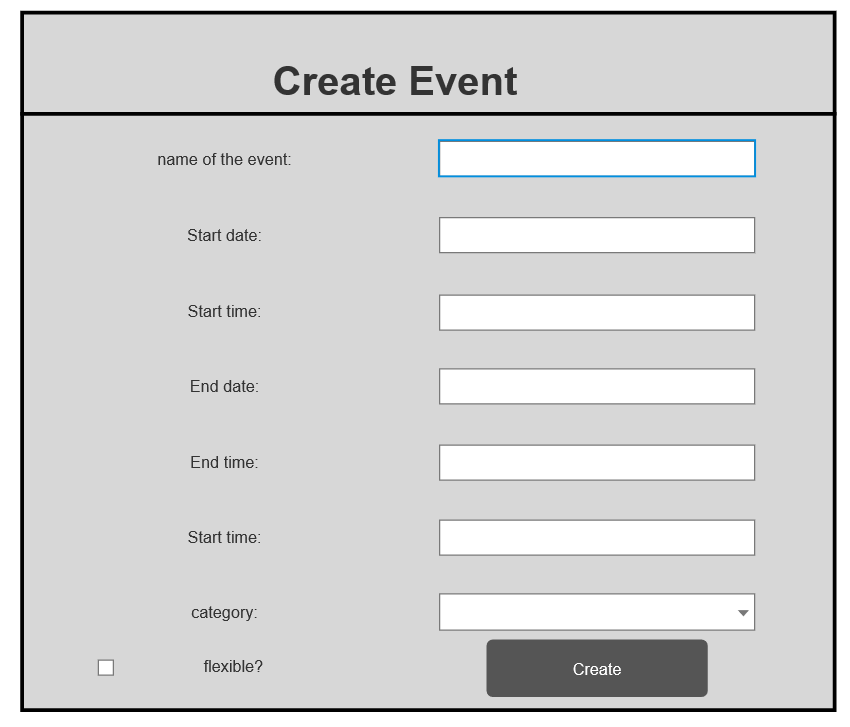 Create Event
name of the event:
Start date:
Start time:
End date:
End time:
Start time:
category:
flexible?
Create